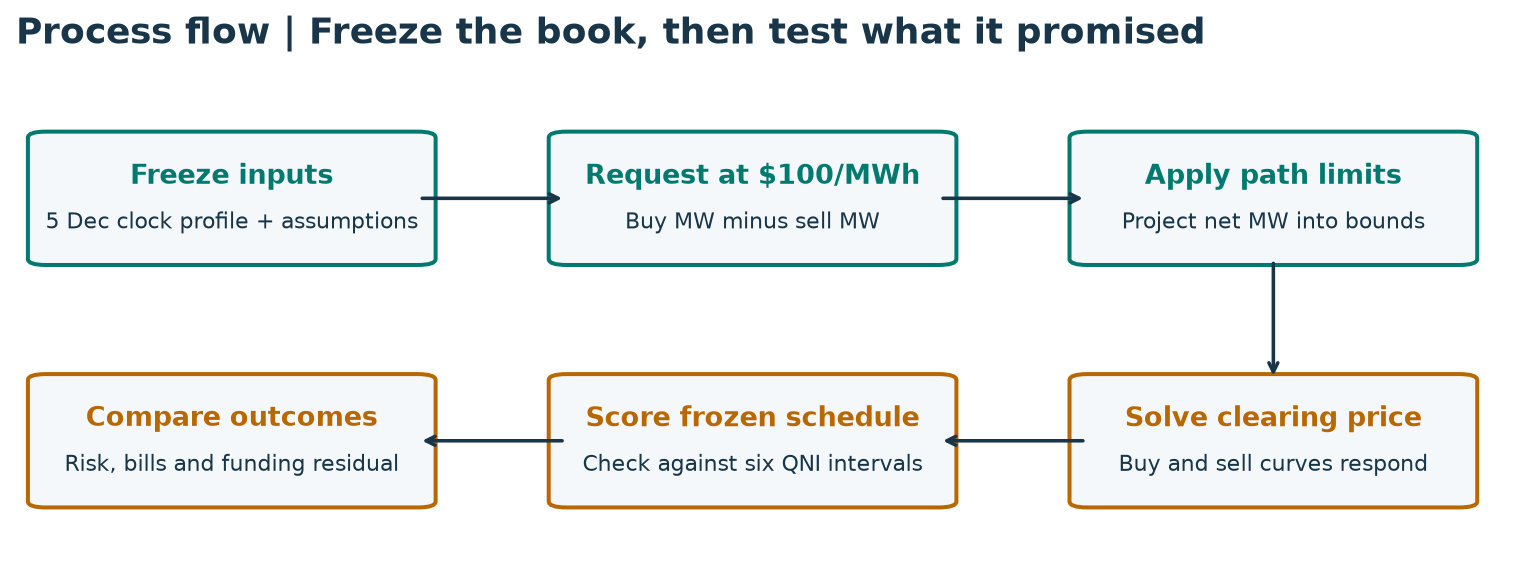 Process flow | Freeze the book, then test what it promised
Freeze inputs
5 Dec clock profile + assumptions
Request at $100/MWh
Buy MW minus sell MW
Apply path limits
Project net MW into bounds
Solve clearing price
Buy and sell curves respond
Score frozen schedule
Check against six QNI intervals
Compare outcomes
Risk, bills and funding residual